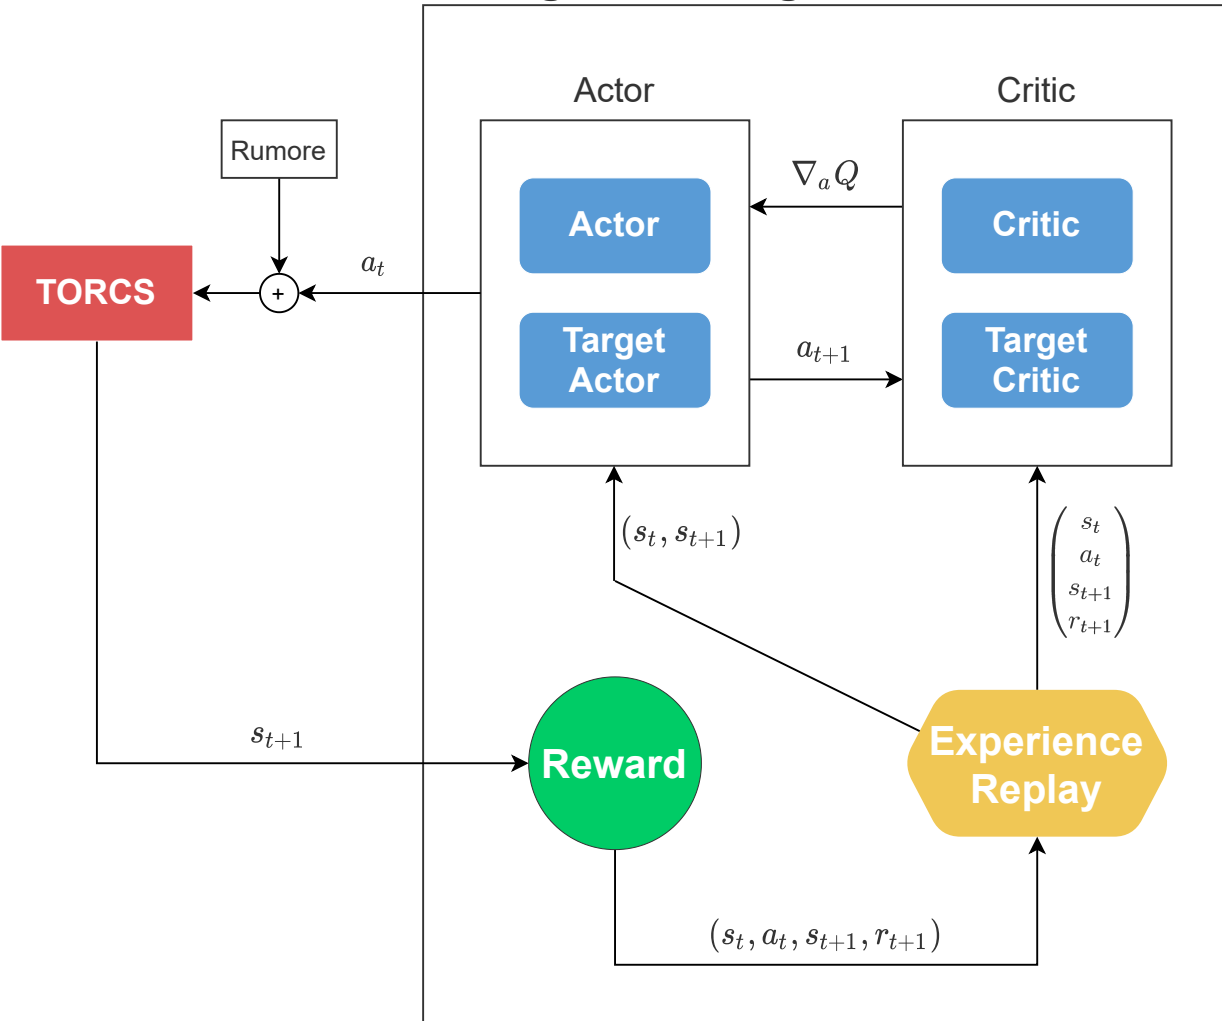 Actor
Critic
Rumore
∇ₐQ
Actor
Critic
TORCS
+
aₜ
Target
Actor
aₜ₊₁
Target
Critic
(sₜ, sₜ₊₁)
sₜ
aₜ
sₜ₊₁
rₜ₊₁
sₜ₊₁
Reward
Experience
Replay
(sₜ, aₜ, sₜ₊₁, rₜ₊₁)